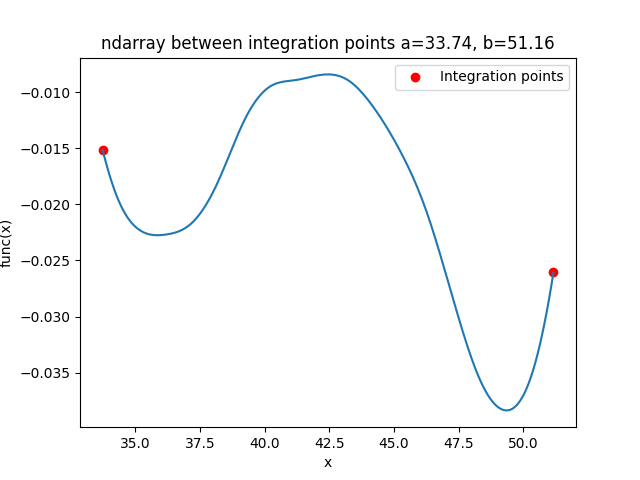 ndarray between integration points a=33.74, b=51.16
Integration points
−0.010
−0.015
−0.020
−0.025
−0.030
−0.035
func(x)
35.0 37.5 40.0 42.5 45.0 47.5 50.0
x